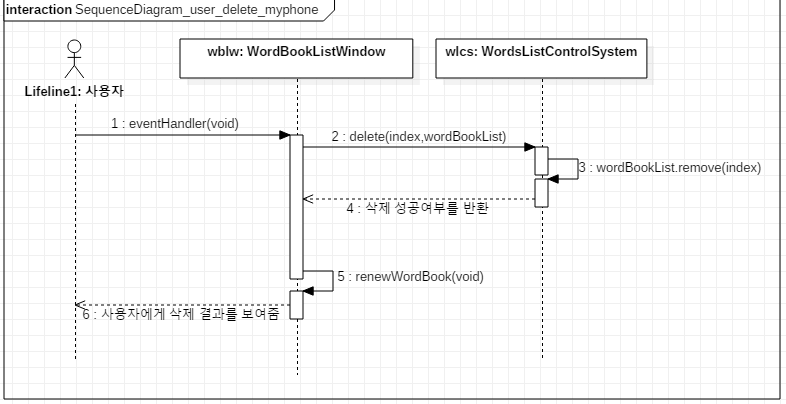 interaction SequenceDiagram_user_delete_myphone
wblw: WordBookListWindow
wlcs: WordsListControlSystem
Lifeline1: 사용자
1 : eventHandler(void)
2 : delete(index,wordBookList)
3 : wordBookList.remove(index)
4 : 삭제 성공여부를 반환
5 : renewWordBook(void)
6 : 사용자에게 삭제 결과를 보여줌